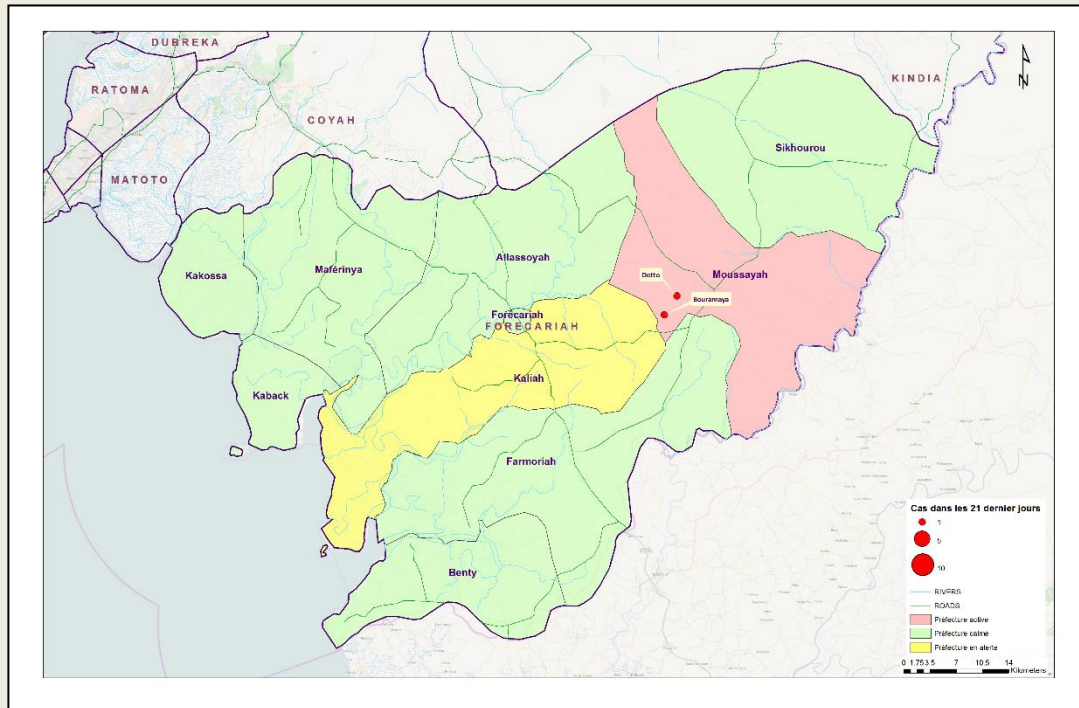 DUBREKA
RATOMA
KINDIA
COYAH
Sikhourou
MATOTO
Allassoyah
Kakossa
Maférinya
Moussayah
Dotto
Bouramaya
Forécariah
FORECARIAH
Kaliah
Kaback
Farmoriah
Benty
N
Cas dans les 21 dernier jours
1
5
10
RIVERS
ROADS
Préfecture active
Préfecture calme
Préfecture en alerte
0 1,75 3,5 7 10,5 14
Kilometers